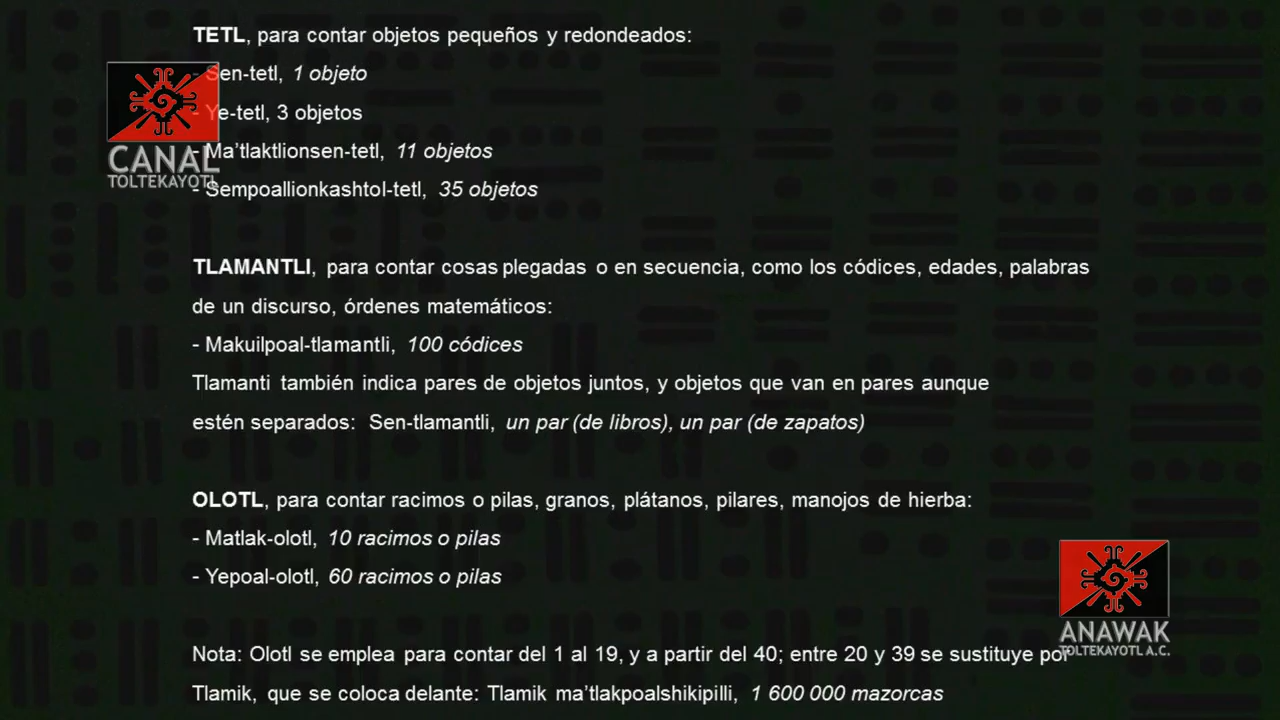 TETL, para contar objetos pequeños y redondeados:
- Sen-tetl, 1 objeto
- Ye-tetl, 3 objetos
- Ma'tlaktlionsen-tetl, 11 objetos
- Sempoallionkashtol-tetl, 35 objetos
CANAL
TOLTEKAYOTL
TLAMANTLI, para contar cosas plegadas o en secuencia, como los códices, edades, palabras
de un discurso, órdenes matemáticos:
- Makuilpoal-tlamantli, 100 códices
Tlamanti también indica pares de objetos juntos, y objetos que van en pares aunque
estén separados: Sen-tlamantli, un par (de libros), un par (de zapatos)
OLOTL, para contar racimos o pilas, granos, plátanos, pilares, manojos de hierba:
- Matlak-olotl, 10 racimos o pilas
- Yepoal-olotl, 60 racimos o pilas
Nota: Olotl se emplea para contar del 1 al 19, y a partir del 40; entre 20 y 39 se sustituye por
Tlamik, que se coloca delante: Tlamik ma'tlakpoalshikipilli, 1 600 000 mazorcas
ANAWAK
TOLTEKAYOTL A.C.